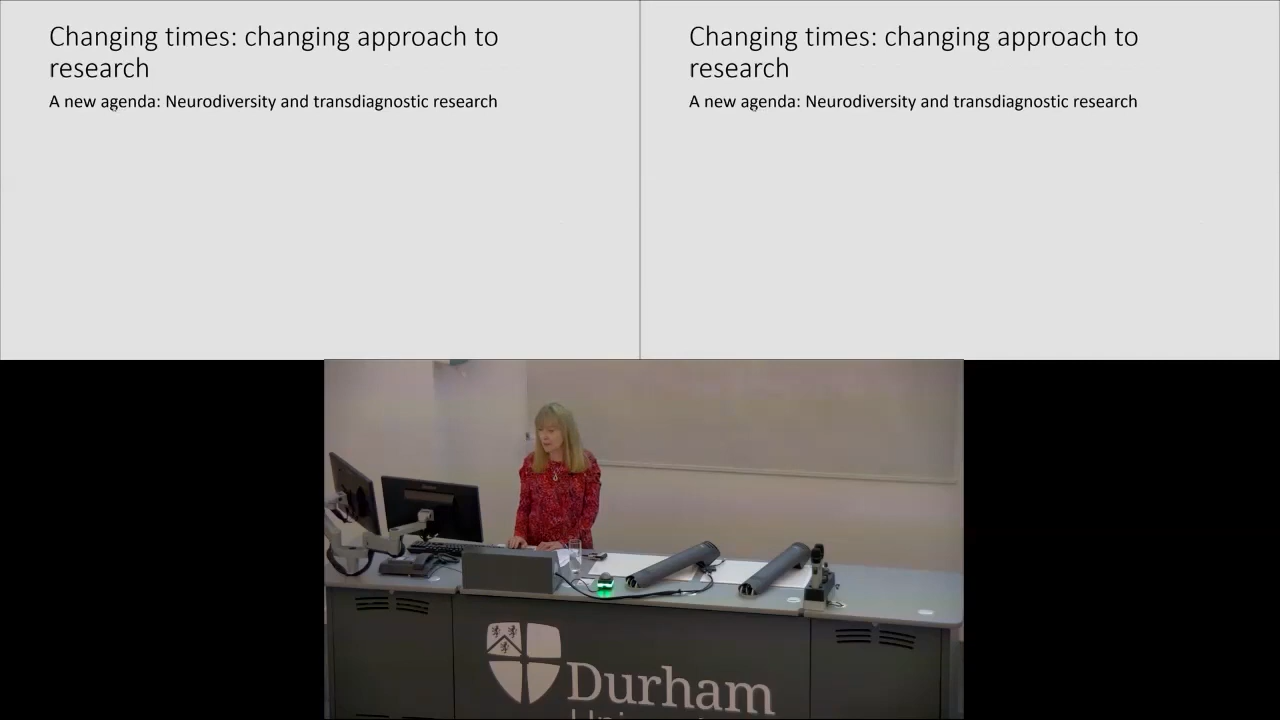 Changing times: changing approach to
research
A new agenda: Neurodiversity and transdiagnostic research
Changing times: changing approach to
research
A new agenda: Neurodiversity and transdiagnostic research
Durham